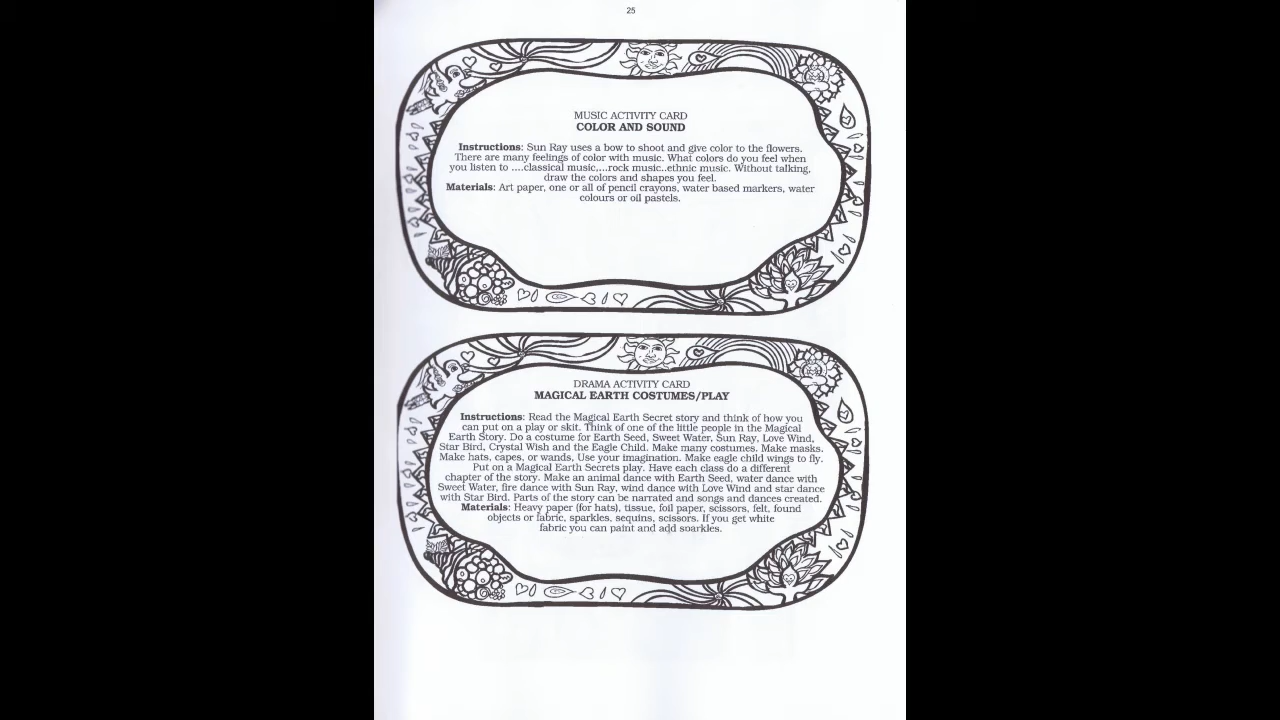 25
MUSIC ACTIVITY CARD
COLOR AND SOUND
Instructions: Sun Ray uses a bow to shoot and give color to the flowers.
There are many feelings of color with music. What colors do you feel when
you listen to ....classical music,...rock music..ethnic music. Without talking,
draw the colors and shapes you feel.
Materials: Art paper, one or all of pencil crayons, water based markers, water
colours or oil pastels.
DRAMA ACTIVITY CARD
MAGICAL EARTH COSTUMES/PLAY
Instructions: Read the Magical Earth Secret story and think of how you
can put on a play or skit. Think of one of the little people in the Magical
Earth Story. Do a costume for Earth Seed, Sweet Water, Sun Ray, Love Wind,
Star Bird, Crystal Wish and the Eagle Child. Make many costumes. Make masks.
Make hats, capes, or wands, Use your imagination. Make eagle child wings to fly.
Put on a Magical Earth Secrets play. Have each class do a different
chapter of the story. Make an animal dance with Earth Seed, water dance with
Sweet Water, fire dance with Sun Ray, wind dance with Love Wind and star dance
with Star Bird. Parts of the story can be narrated and songs and dances created.
Materials: Heavy paper (for hats), tissue, foil paper, scissors, felt, found
objects or fabric, sparkles, sequins, scissors. If you get white
fabric you can paint and add sparkles.